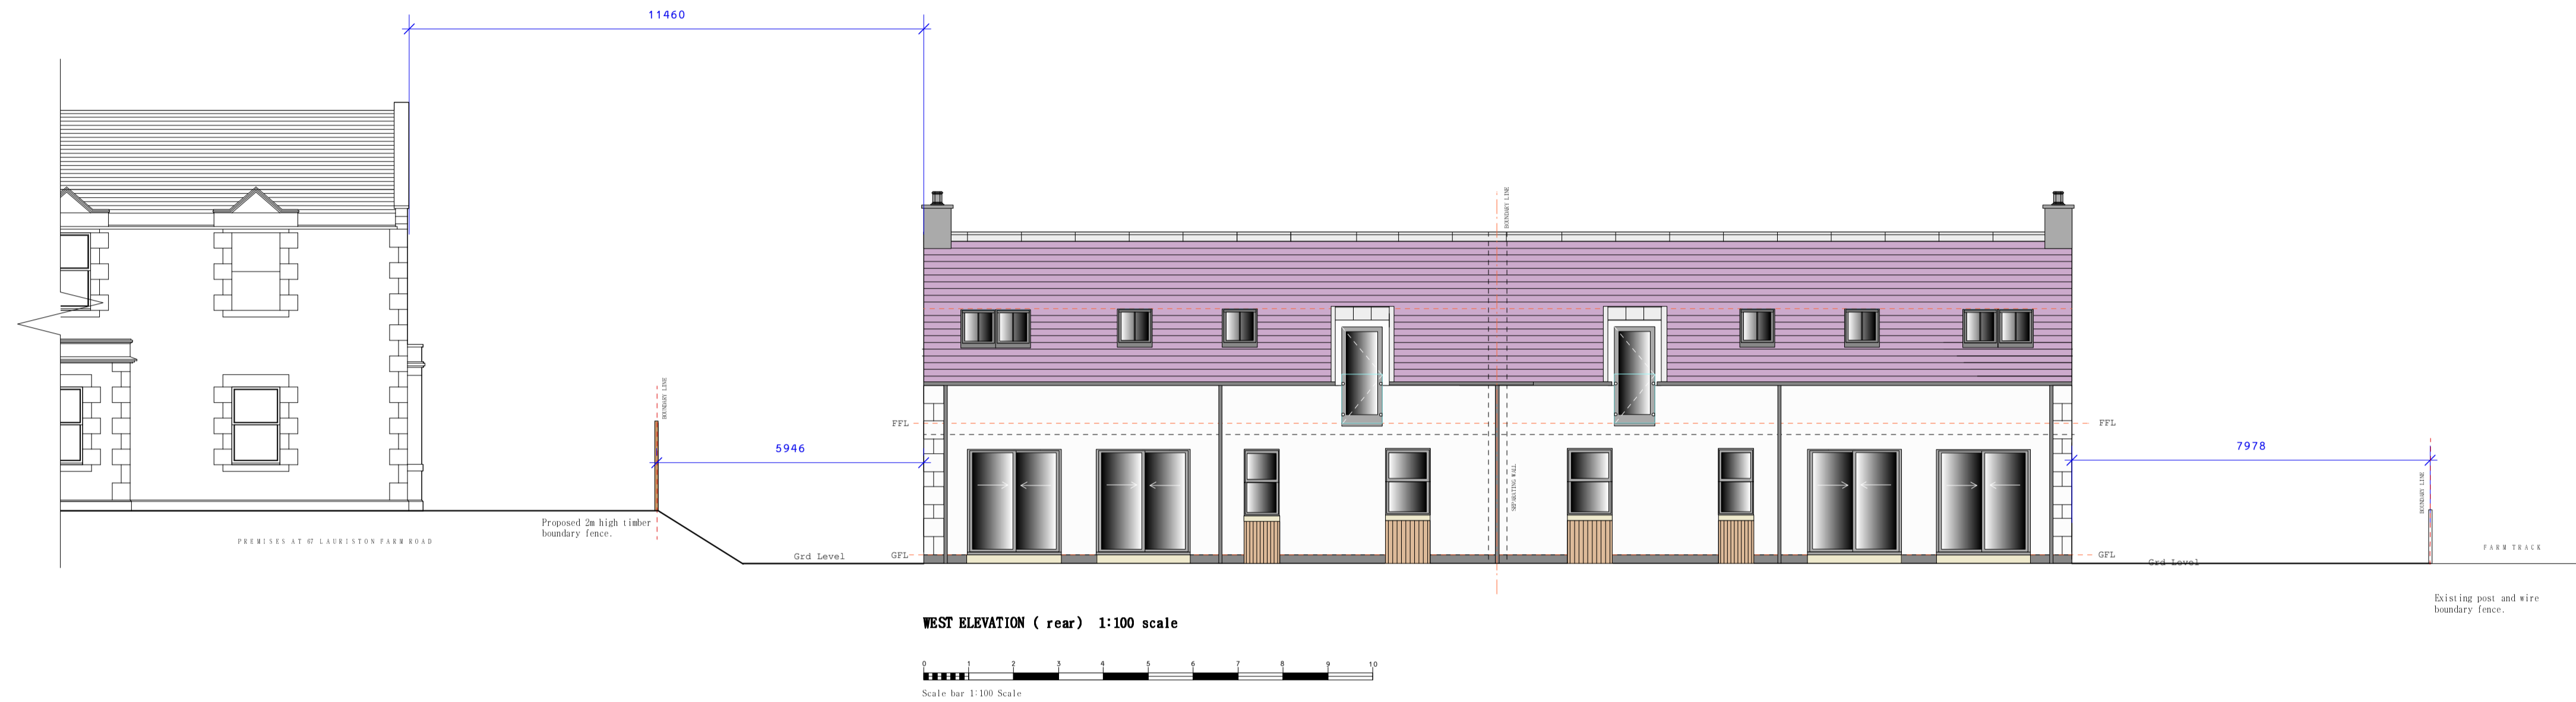 11460
BOUNDARY LINE
BOUNDARY LINE
FFL
FFL
5946
7978
SEPARATING WALL
BOUNDARY LINE
Proposed 2m high timber
boundary fence.
PREMISES AT 67 LAURISTON FARM ROAD
Grd Level
GFL
GFL
Grd Level
FARM TRACK
Existing post and wire
boundary fence.
WEST ELEVATION ( rear) 1:100 scale
0 1 2 3 4 5 6 7 8 9 10
Scale bar 1:100 Scale